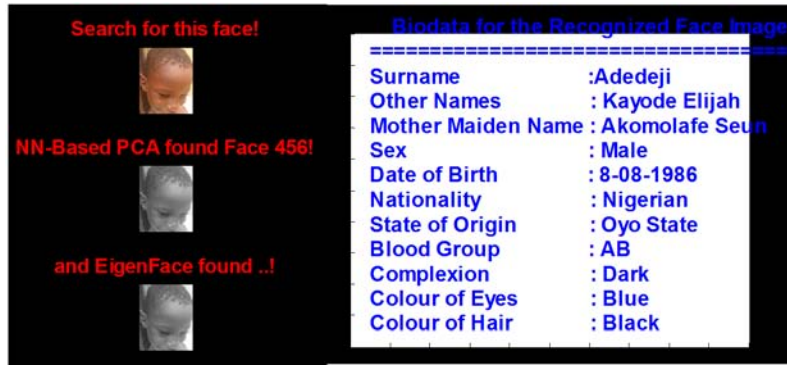 Search for this face!
NN-Based PCA found Face 456!
and EigenFace found ..!
Biodata for the Recognized Face Image
===================================
Surname :Adedeji
Other Names : Kayode Elijah
Mother Maiden Name : Akomolafe Seun
Sex : Male
Date of Birth : 8-08-1986
Nationality : Nigerian
State of Origin : Oyo State
Blood Group : AB
Complexion : Dark
Colour of Eyes : Blue
Colour of Hair : Black